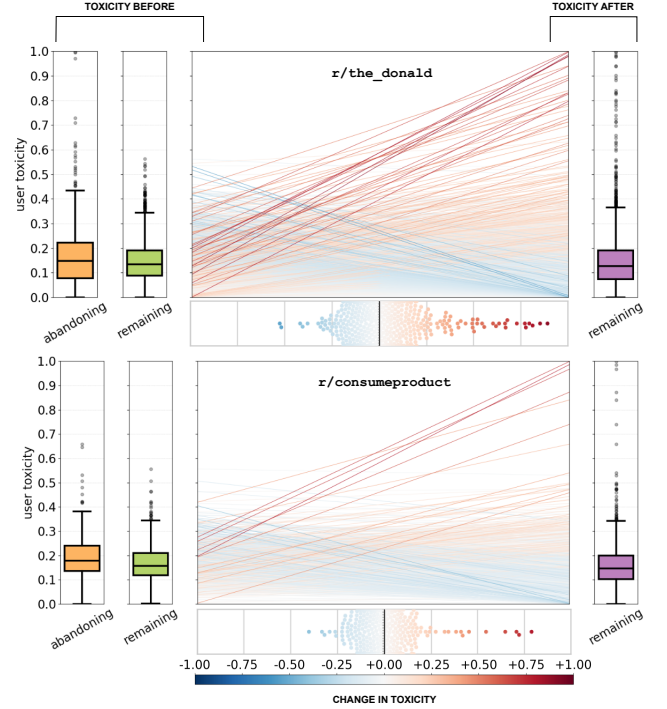 TOXICITY BEFORE
TOXICITY AFTER
r/the_donald
user toxicity
1.0
0.9
0.8
0.7
0.6
0.5
0.4
0.3
0.2
0.1
0.0
abandoning
remaining
remaining
r/consumeproduct
user toxicity
1.0
0.9
0.8
0.7
0.6
0.5
0.4
0.3
0.2
0.1
0.0
abandoning
remaining
remaining
-1.00 -0.75 -0.50 -0.25 +0.00 +0.25 +0.50 +0.75 +1.00
CHANGE IN TOXICITY